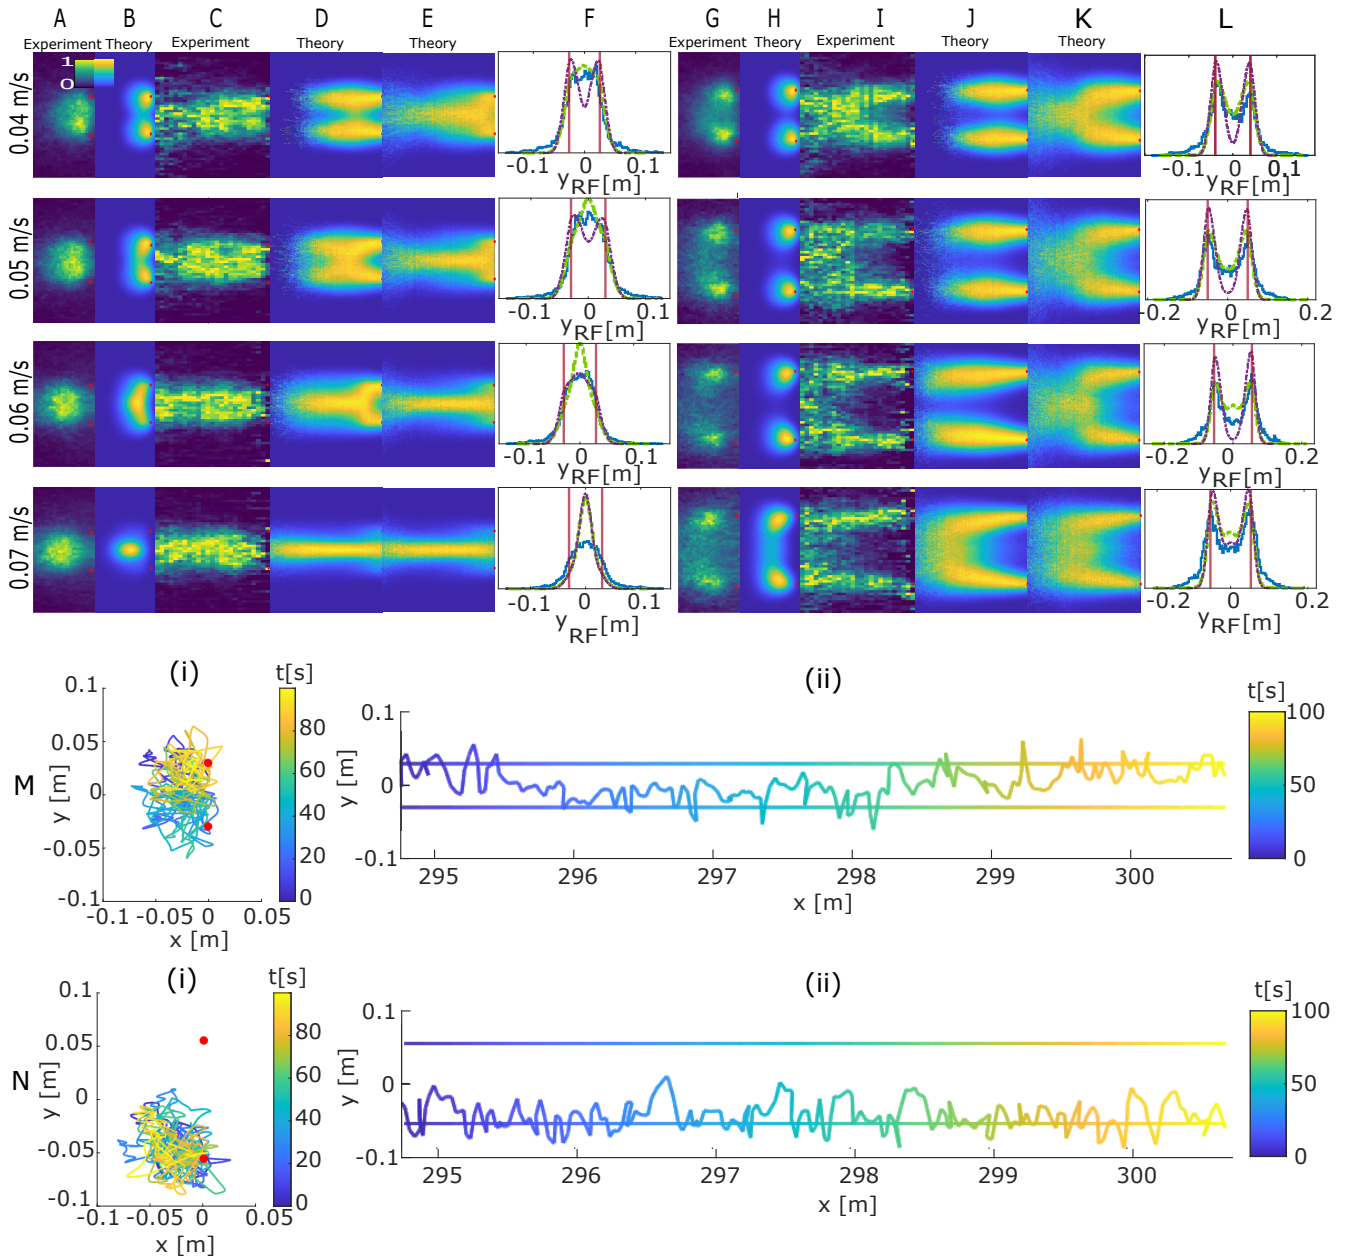 A B C D E F G H I J K L
Experiment Theory Experiment Theory Theory Experiment Theory Experiment Theory Theory
1
0
0.04 m/s
-0.1 0 0.1
yRF[m]
-0.1 0 0.1
yRF[m]
0.05 m/s
-0.1 0 0.1
yRF[m]
-0.2 0 0.2
yRF[m]
0.06 m/s
-0.1 0 0.1
yRF[m]
-0.2 0 0.2
yRF[m]
0.07 m/s
-0.1 0 0.1
yRF[m]
-0.2 0 0.2
yRF[m]
M
(i)
t[s]
0.1
0.05
0
-0.05
-0.1
y [m]
-0.1 -0.05 0 0.05
x [m]
80
60
40
20
0
(ii)
t[s]
0.1
0
-0.1
y [m]
295 296 297 298 299 300
x [m]
100
50
0
N
(i)
t[s]
0.1
0.05
0
-0.05
-0.1
y [m]
-0.1 -0.05 0 0.05
x [m]
80
60
40
20
0
(ii)
t[s]
0.1
0
-0.1
y [m]
295 296 297 298 299 300
x [m]
100
50
0